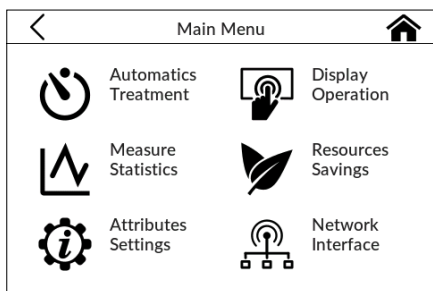 Main Menu
Automatics
Treatment
Display
Operation
Measure
Statistics
Resources
Savings
Attributes
Settings
Network
Interface